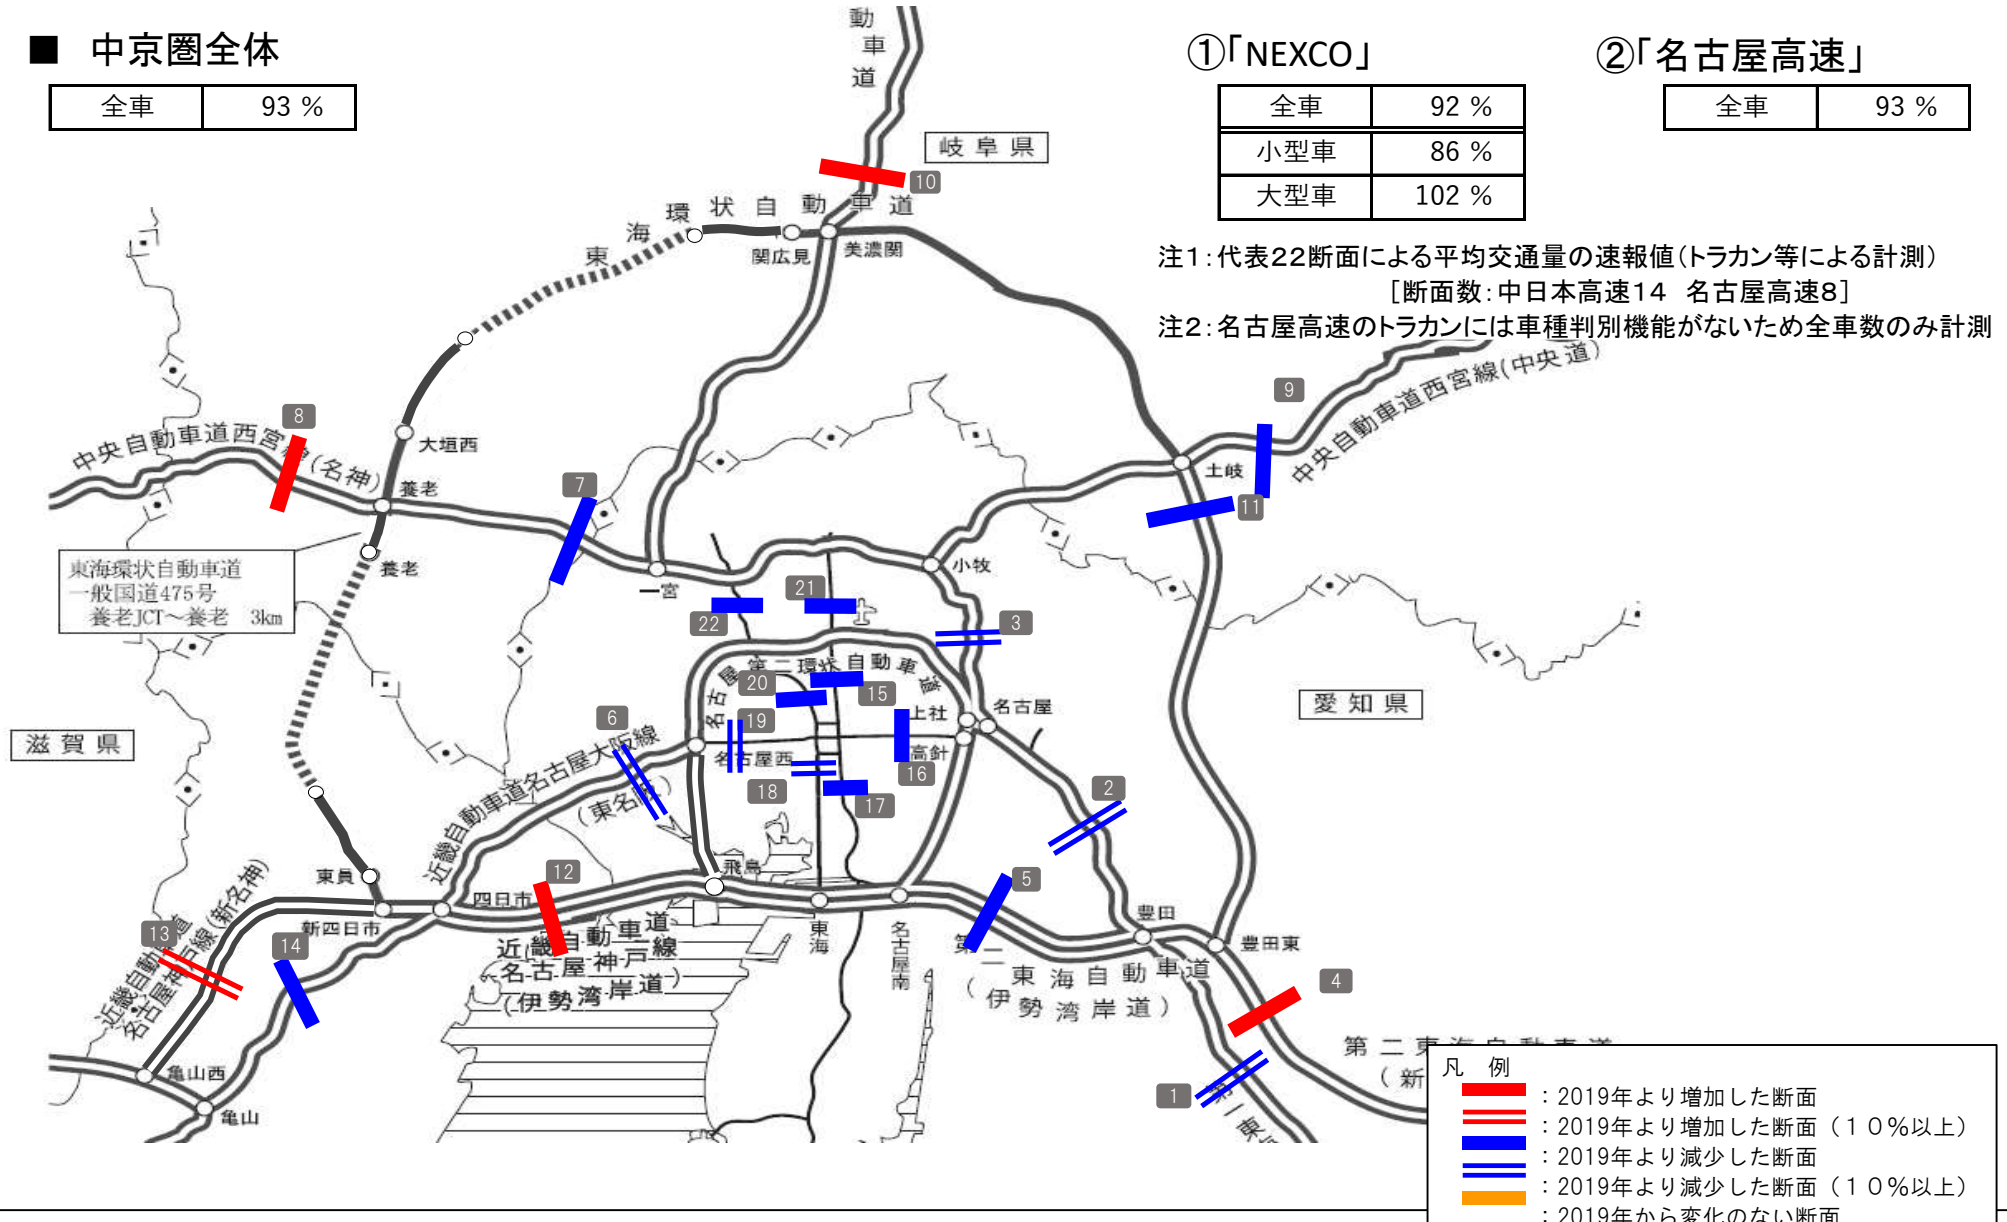 ■ 中京圏全体
全車 93 %
①「NEXCO」
全車 92 %
小型車 86 %
大型車 102 %
②「名古屋高速」
全車 93 %
注1：代表22断面による平均交通量の速報値（トラカン等による計測）
［断面数：中日本高速14 名古屋高速8］
注2：名古屋高速のトラカンには車種判別機能がないため全車数のみ計測
動車道
岐阜県
10
東海環状自動車道
関広見
美濃関
9
中央自動車道西宮線(中央道)
8
中央自動車道西宮線(名神)
大垣西
養老
7
土岐
11
東海環状自動車道
一般国道475号
養老JCT～養老 3km
養老
一宮
小牧
22
21
3
名古屋第二環状自動車道
20
15
上社
名古屋
愛知県
滋賀県
6
19
名古屋西
高針
16
近畿自動車道名古屋大阪線
(東名阪)
18
17
2
飛島
東員
12
四日市
5
新四日市
13
14
近畿自動車道
名古屋神戸線(新名神)
近畿自動車道
名古屋神戸線
(伊勢湾岸道)
東海
名古屋南
豊田
豊田東
第二東海自動車道
(伊勢湾岸道)
4
亀山西
亀山
1
第一東
第二東海自動車道
(新
凡 例
：2019年より増加した断面
：2019年より増加した断面（１０％以上）
：2019年より減少した断面
：2019年より減少した断面（１０％以上）
：2019年から変化のない断面